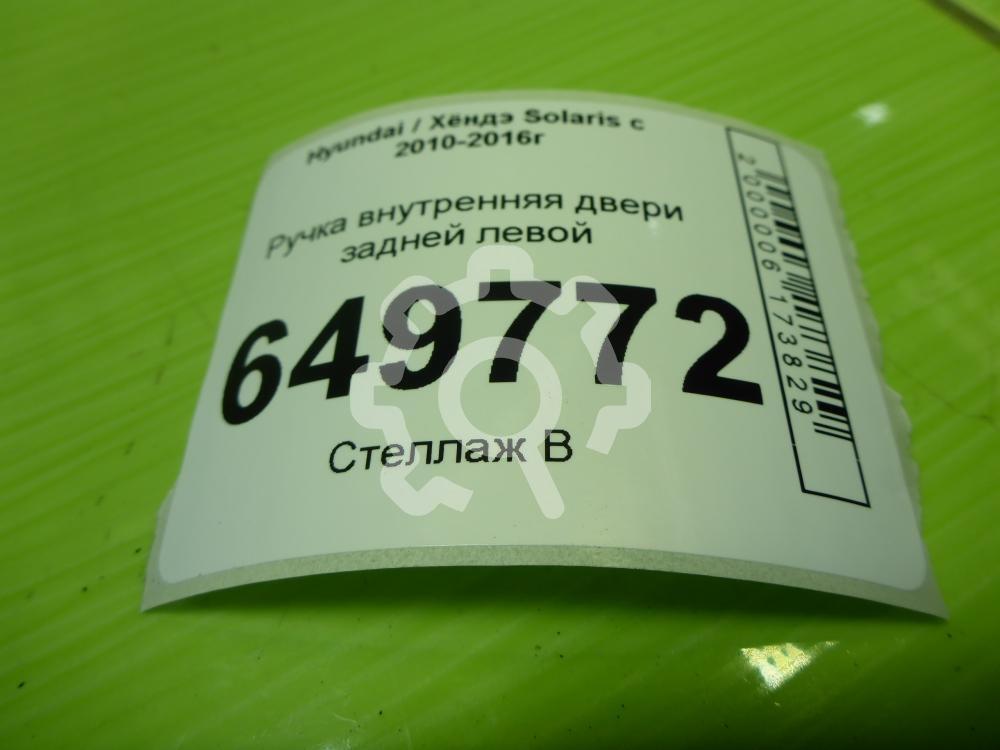 Hyundai / Хёндэ Solaris с
2010-2016г
Ручка внутренняя двери
задней левой
649772
Стеллаж В
2000006173829